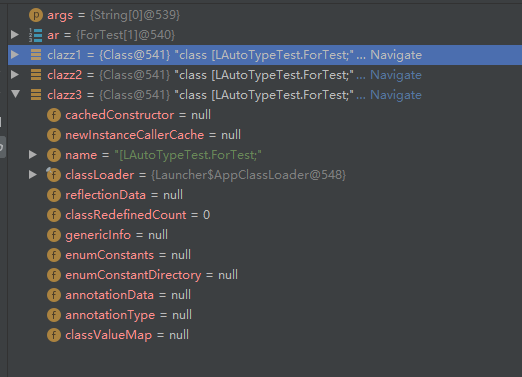 args = {String[0]@539}
ar = {ForTest[1]@540}
clazz1 = {Class@541} "class [LAutoTypeTest.ForTest;"... Navigate
clazz2 = {Class@541} "class [LAutoTypeTest.ForTest;"... Navigate
clazz3 = {Class@541} "class [LAutoTypeTest.ForTest;"... Navigate
cachedConstructor = null
newInstanceCallerCache = null
name = "[LAutoTypeTest.ForTest;"
classLoader = {Launcher$AppClassLoader@548}
reflectionData = null
classRedefinedCount = 0
genericInfo = null
enumConstants = null
enumConstantDirectory = null
annotationData = null
annotationType = null
classValueMap = null